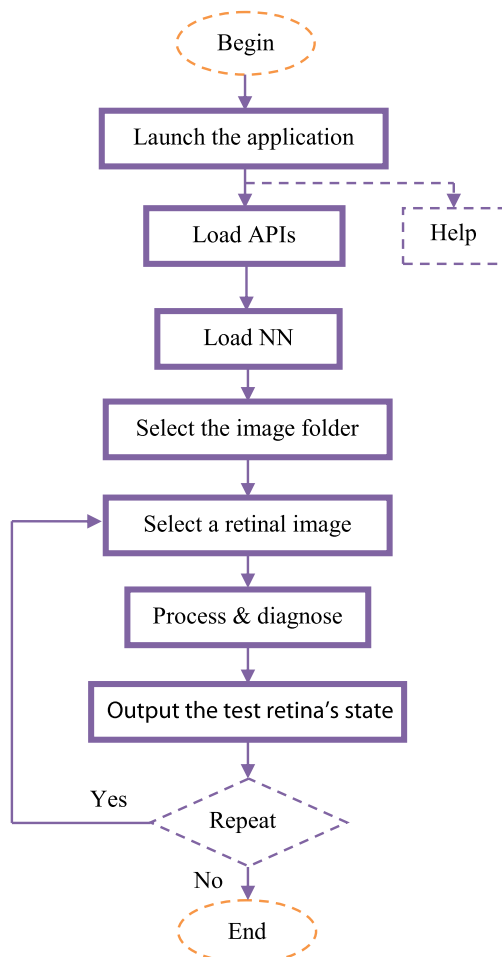 Begin
Launch the application
Load APIs
Help
Load NN
Select the image folder
Select a retinal image
Process & diagnose
Output the test retina's state
Yes
Repeat
No
End